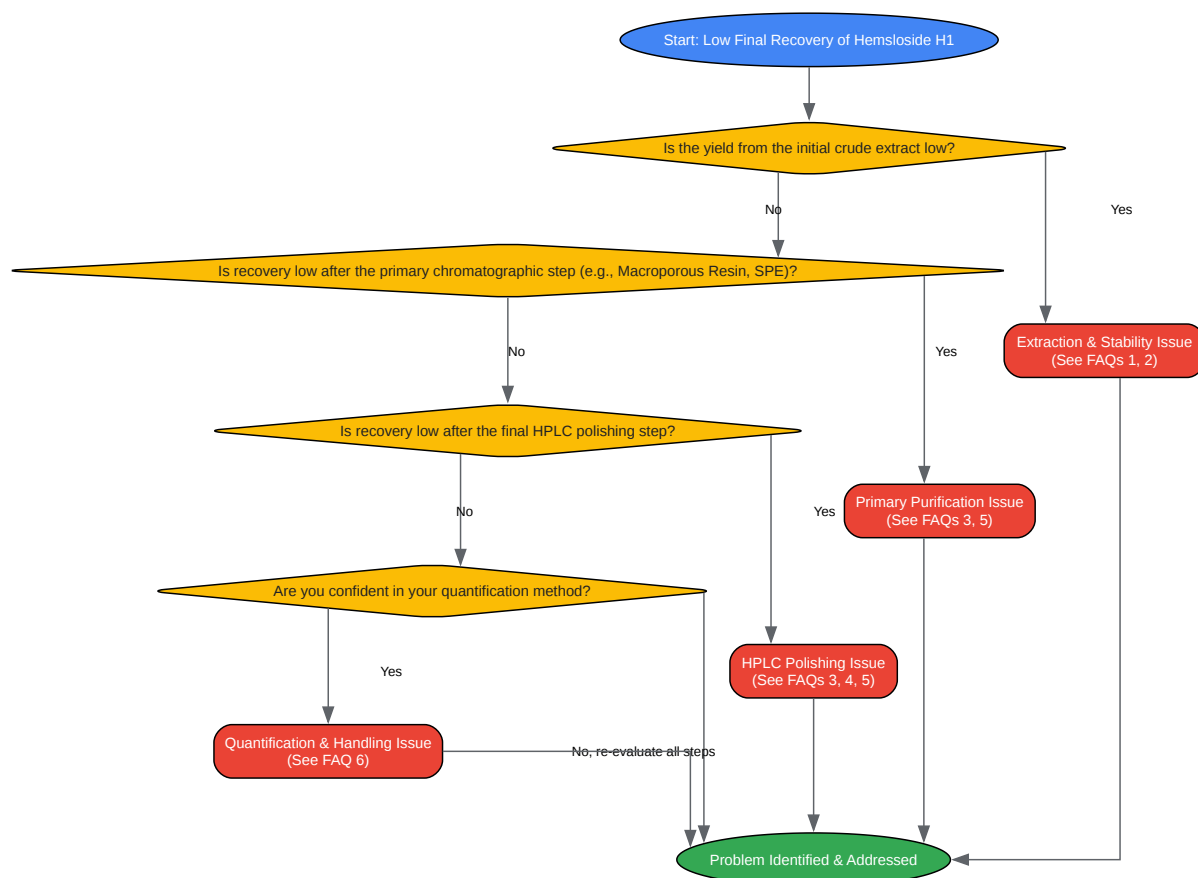 Start: Low Final Recovery of Hemsloside H1
Is the yield from the initial crude extract low?
No
Yes
Is recovery low after the primary chromatographic step (e.g., Macroporous Resin, SPE)?
No
Yes
Extraction & Stability Issue
(See FAQs 1, 2)
Is recovery low after the final HPLC polishing step?
No
Yes
Primary Purification Issue
(See FAQs 3, 5)
Are you confident in your quantification method?
Yes
HPLC Polishing Issue
(See FAQs 3, 4, 5)
Quantification & Handling Issue
(See FAQ 6)
No, re-evaluate all steps
Problem Identified & Addressed